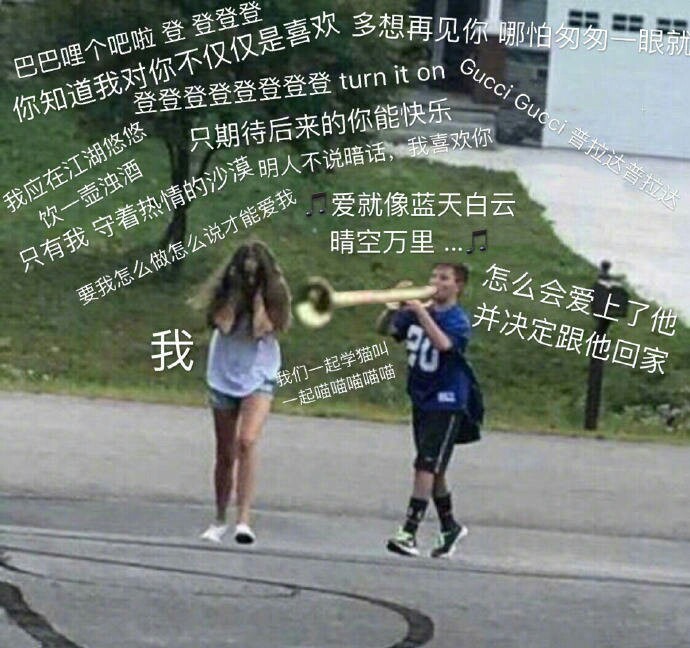 巴巴哩个吧啦 登 登登登
你知道我对你不仅仅是喜欢
多想再见你 哪怕匆匆一眼就
登登登登登登登登 turn it on
Gucci Gucci 普拉达普拉达
只期待后来的你能快乐
我应在江湖悠悠
饮一壶浊酒
明人不说暗话，我喜欢你
只有我 守着热情的沙漠
要我怎么做怎么说才能爱我
🎵爱就像蓝天白云
晴空万里 ...🎵
怎么会爱上了他
并决定跟他回家
我
我们一起学猫叫
一起喵喵喵喵喵
20